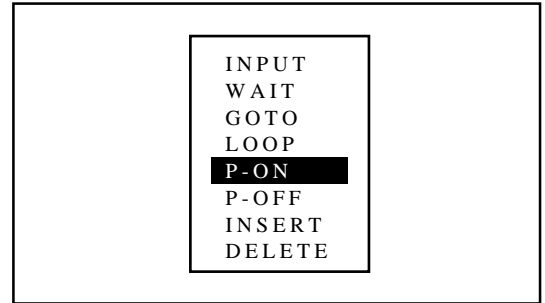 INPUT
WAIT
GOTO
LOOP
P-ON
P-OFF
INSERT
DELETE